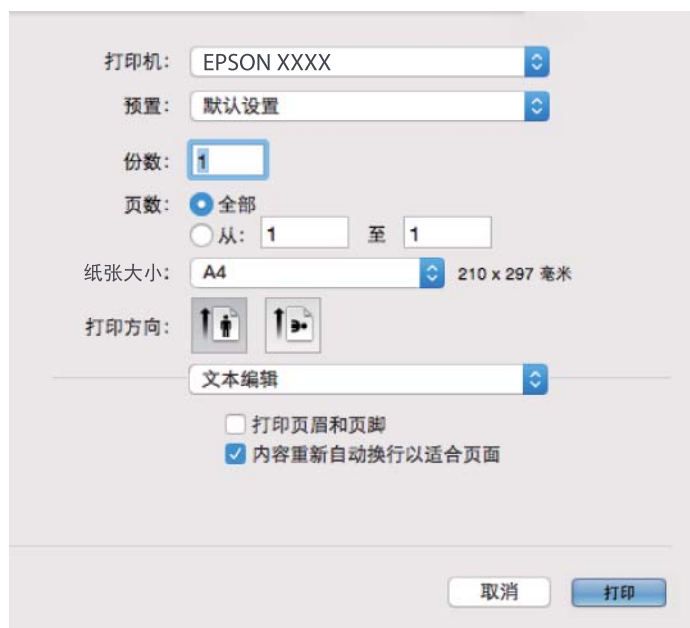 打印机: EPSON XXXX
预置: 默认设置
份数: 1
页数: 全部
从: 1 至 1
纸张大小: A4 210 x 297 毫米
打印方向:
文本编辑
打印页眉和页脚
内容重新自动换行以适合页面
取消 打印